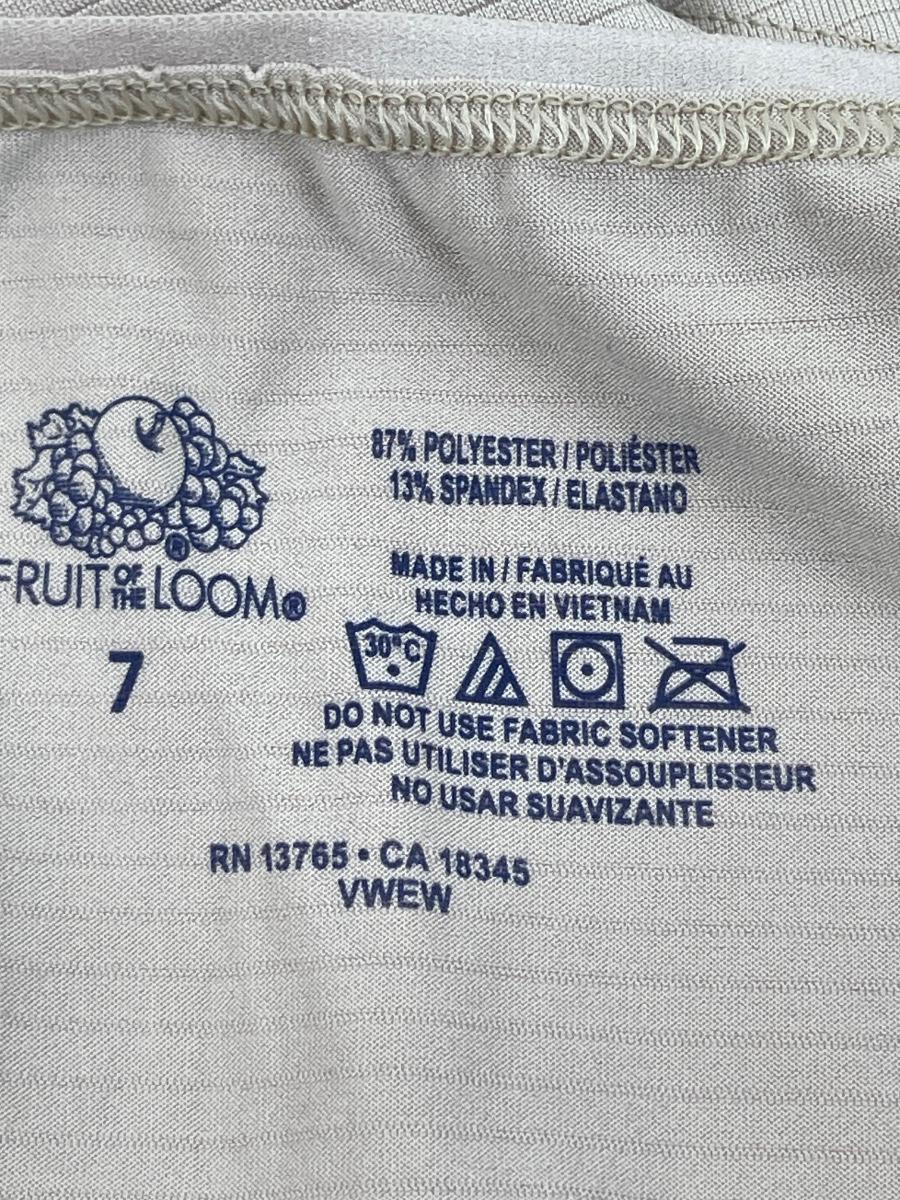 FRUIT OF THE LOOM®
7
87% POLYESTER / POLIÉSTER
13% SPANDEX / ELASTANO
MADE IN / FABRIQUÉ AU
HECHO EN VIETNAM
30°C
DO NOT USE FABRIC SOFTENER
NE PAS UTILISER D'ASSOUPLISSEUR
NO USAR SUAVIZANTE
RN 13765 • CA 18345
VWEW